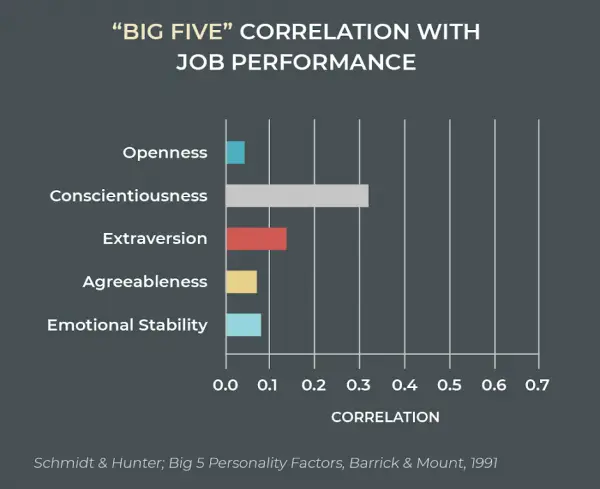 “BIG FIVE” CORRELATION WITH
JOB PERFORMANCE
Openness
Conscientiousness
Extraversion
Agreeableness
Emotional Stability
0.0 0.1 0.2 0.3 0.4 0.5 0.6 0.7
CORRELATION
Schmidt & Hunter; Big 5 Personality Factors, Barrick & Mount, 1991